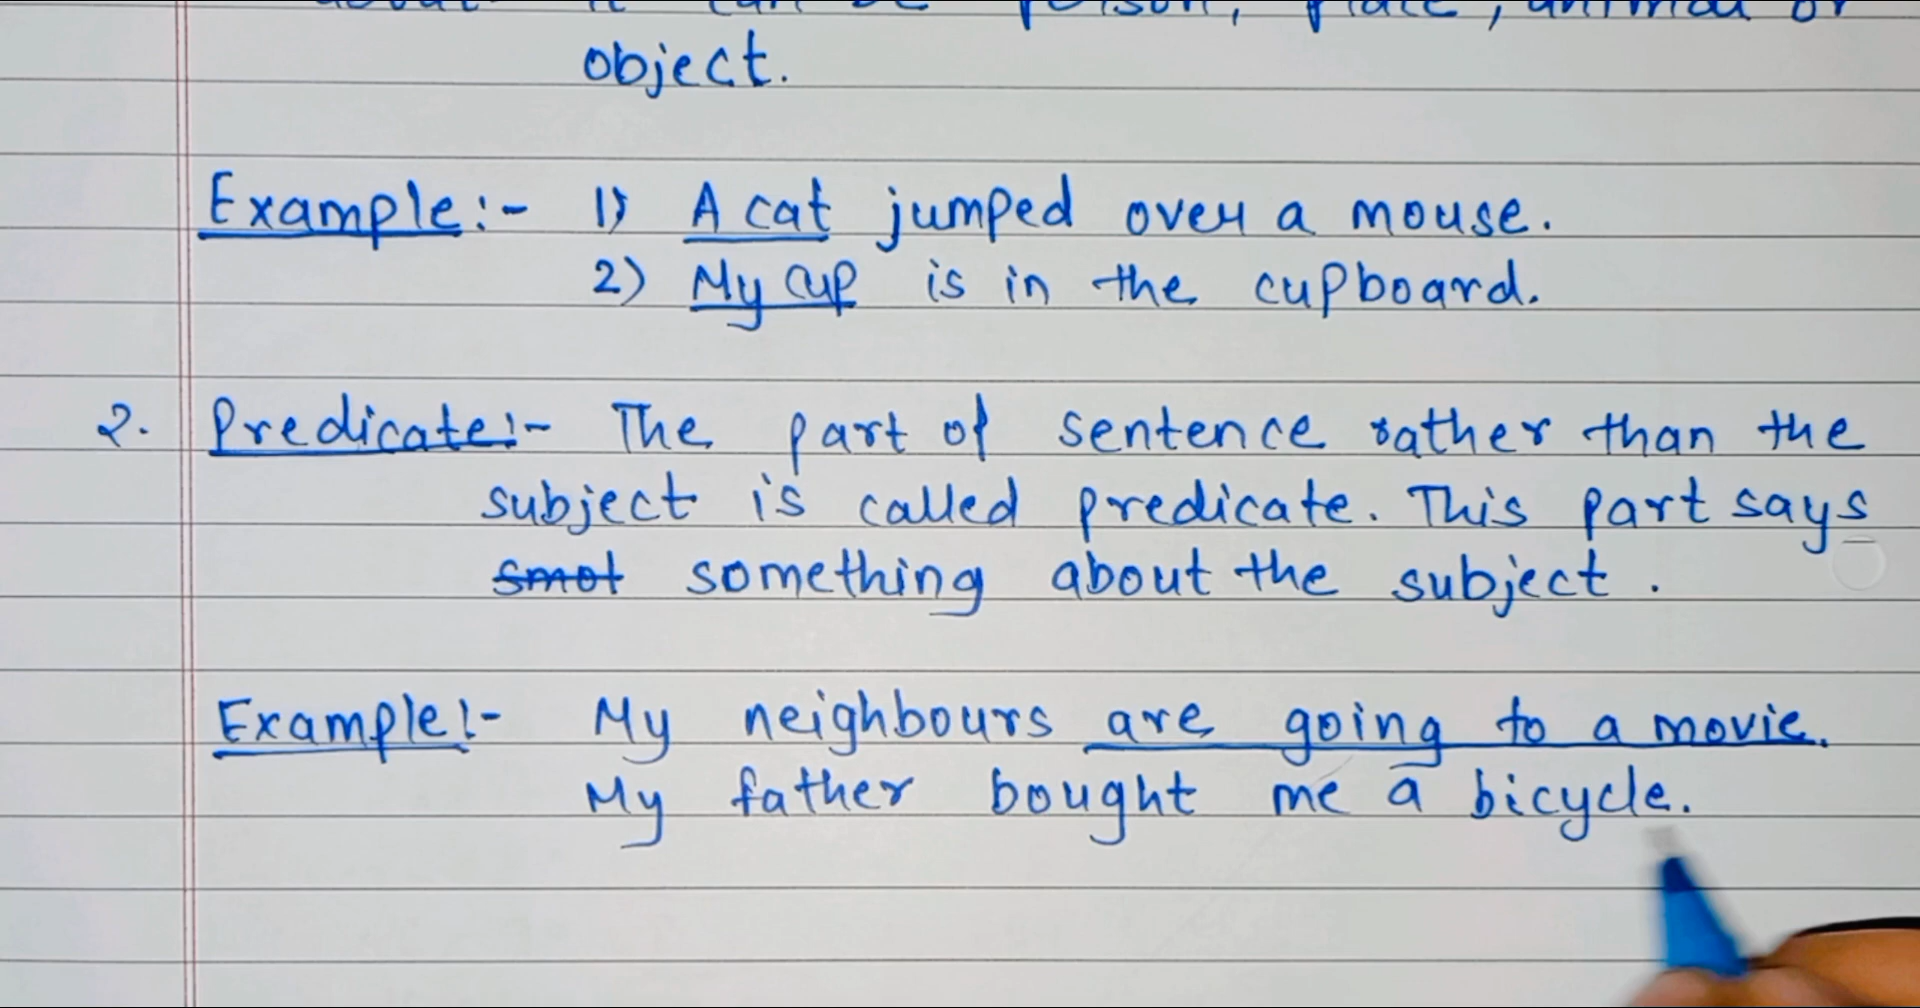 object.
Example:- 1) A cat jumped over a mouse.
2) My cup is in the cupboard.
2. Predicate:- The part of sentence rather than the
subject is called predicate. This part says
smot something about the subject.
Example:- My neighbours are going to a movie.
My father bought me a bicycle.